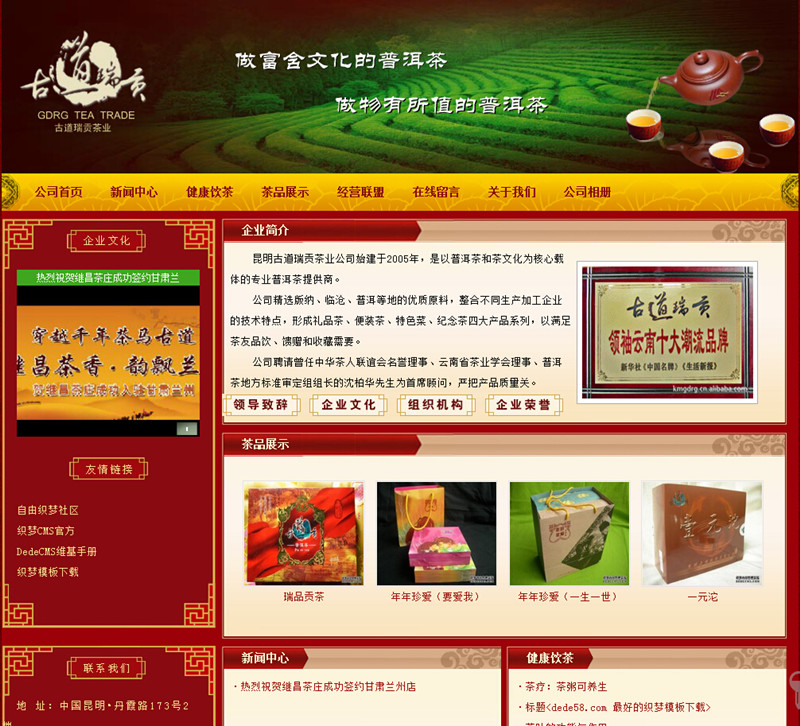 古道瑞贡
GDRG TEA TRADE
古道瑞贡茶业
做富含文化的普洱茶
做物有所值的普洱茶
公司首页 新闻中心 健康饮茶 茶品展示 经营联盟 在线留言 关于我们 公司相册
企业文化
热烈祝贺继昌茶庄成功签约甘肃兰
穿越千年茶马古道
昌茶香·韵飘兰
贺继昌茶庄成功入驻甘肃兰州
1
友情链接
自由织梦社区
织梦CMS官方
DedeCMS维基手册
织梦模板下载
联系我们
地 址：中国昆明·丹霞路173号2
企业简介
昆明古道瑞贡茶业公司始建于2005年，是以普洱茶和茶文化为核心载
体的专业普洱茶提供商。
公司精选版纳、临沧、普洱等地的优质原料，整合不同生产加工企业
的技术特点，形成礼品茶、便装茶、特色菜、纪念茶四大产品系列，以满足
茶友品饮、馈赠和收藏需要。
公司聘请曾任中华茶人联谊会名誉理事、云南省茶业学会理事、普洱
茶地方标准审定组组长的沈柏华先生为首席顾问，严把产品质量关。
领导致辞 企业文化 组织机构 企业荣誉
古道瑞贡
领袖云南十大潮流品牌
新华社《中国名牌》《生活新报》
kmgdrg.cn.alibaba.com
茶品展示
瑞品贡茶
年年珍爱（要爱我）
年年珍爱（一生一世）
壹元沱
一元沱
新闻中心
·热烈祝贺继昌茶庄成功签约甘肃兰州店
健康饮茶
·茶疗：茶粥可养生
·标题<dede58.com 最好的织梦模板下载>